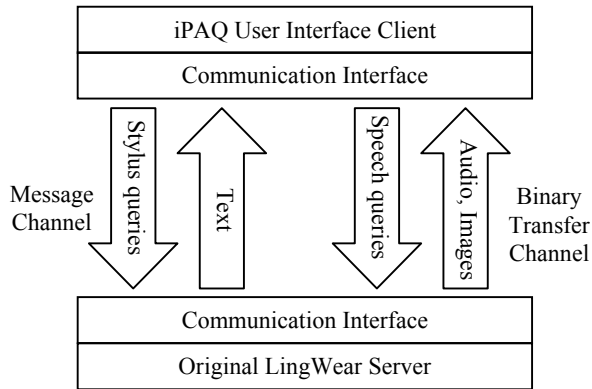 iPAQ User Interface Client
Communication Interface
Message
Channel
Stylus queries
Text
Speech queries
Audio, Images
Binary
Transfer
Channel
Communication Interface
Original LingWear Server